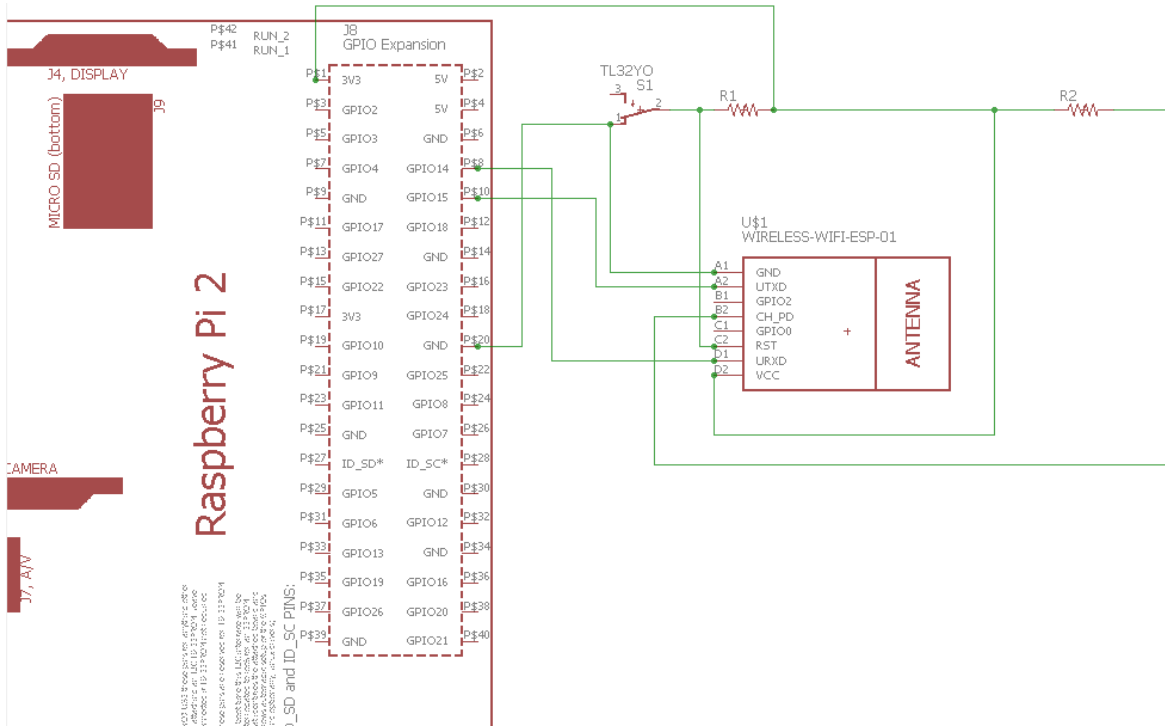 P$42 RUN_2
P$41 RUN_1
J8
GPIO Expansion
J4, DISPLAY
J9
MICRO SD (bottom)
Raspberry Pi 2
CAMERA
J7, A/V
P$1 3V3 5V P$2
P$3 GPIO2 5V P$4
P$5 GPIO3 GND P$6
P$7 GPIO4 GPIO14 P$8
P$9 GND GPIO15 P$10
P$11 GPIO17 GPIO18 P$12
P$13 GPIO27 GND P$14
P$15 GPIO22 GPIO23 P$16
P$17 3V3 GPIO24 P$18
P$19 GPIO10 GND P$20
P$21 GPIO9 GPIO25 P$22
P$23 GPIO11 GPIO8 P$24
P$25 GND GPIO7 P$26
P$27 ID_SD* ID_SC* P$28
P$29 GPIO5 GND P$30
P$31 GPIO6 GPIO12 P$32
P$33 GPIO13 GND P$34
P$35 GPIO19 GPIO16 P$36
P$37 GPIO26 GPIO20 P$38
P$39 GND GPIO21 P$40
_SD and ID_SC PINS:
TL32YO
S1
3
2
1
R1
R2
U$1
WIRELESS-WIFI-ESP-01
A1 GND
A2 UTXD
B1 GPIO2
B2 CH_PD
C1 GPIO0
C2 RST
D1 URXD
D2 VCC
ANTENNA